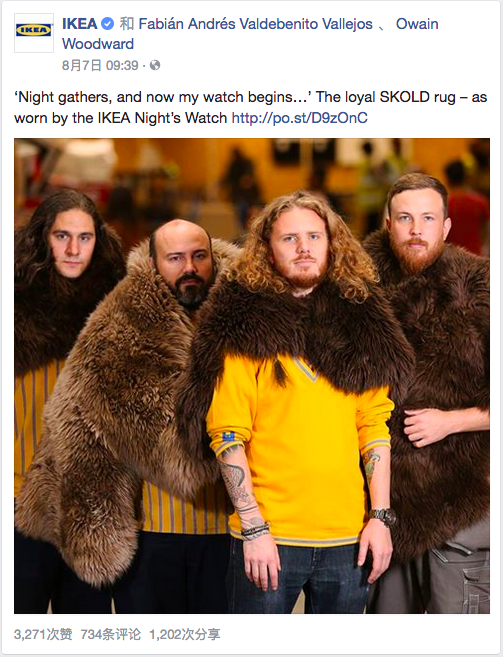 IKEA
IKEA 和 Fabián Andrés Valdebenito Vallejos 、 Owain
Woodward
8月7日 09:39 ·
‘Night gathers, and now my watch begins…’ The loyal SKOLD rug – as
worn by the IKEA Night’s Watch http://po.st/D9zOnC
3,271次赞 734条评论 1,202次分享